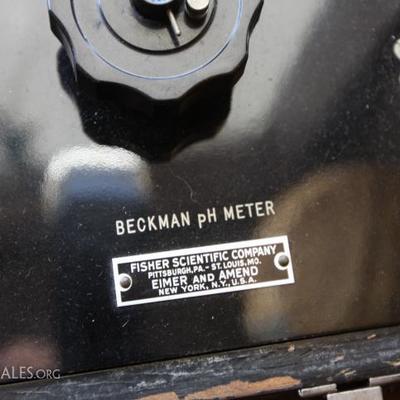 BECKMAN pH METER
FISHER SCIENTIFIC COMPANY
PITTSBURGH, PA. - ST. LOUIS, MO.
EIMER AND AMEND
NEW YORK, N.Y., U.S.A.
ALES.ORG